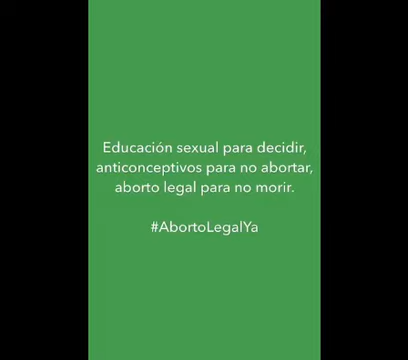 Educación sexual para decidir,
anticonceptivos para no abortar,
aborto legal para no morir.
#AbortoLegalYa